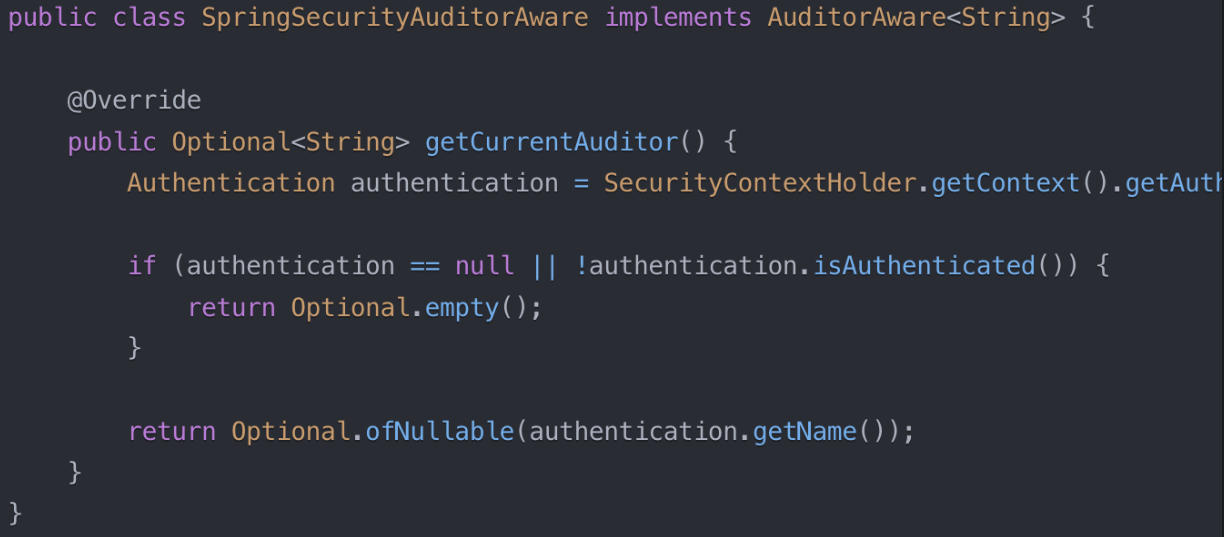 public class SpringSecurityAuditorAware implements AuditorAware<String> {
@Override
public Optional<String> getCurrentAuditor() {
Authentication authentication = SecurityContextHolder.getContext().getAuth
if (authentication == null || !authentication.isAuthenticated()) {
return Optional.empty();
}
return Optional.ofNullable(authentication.getName());
}
}